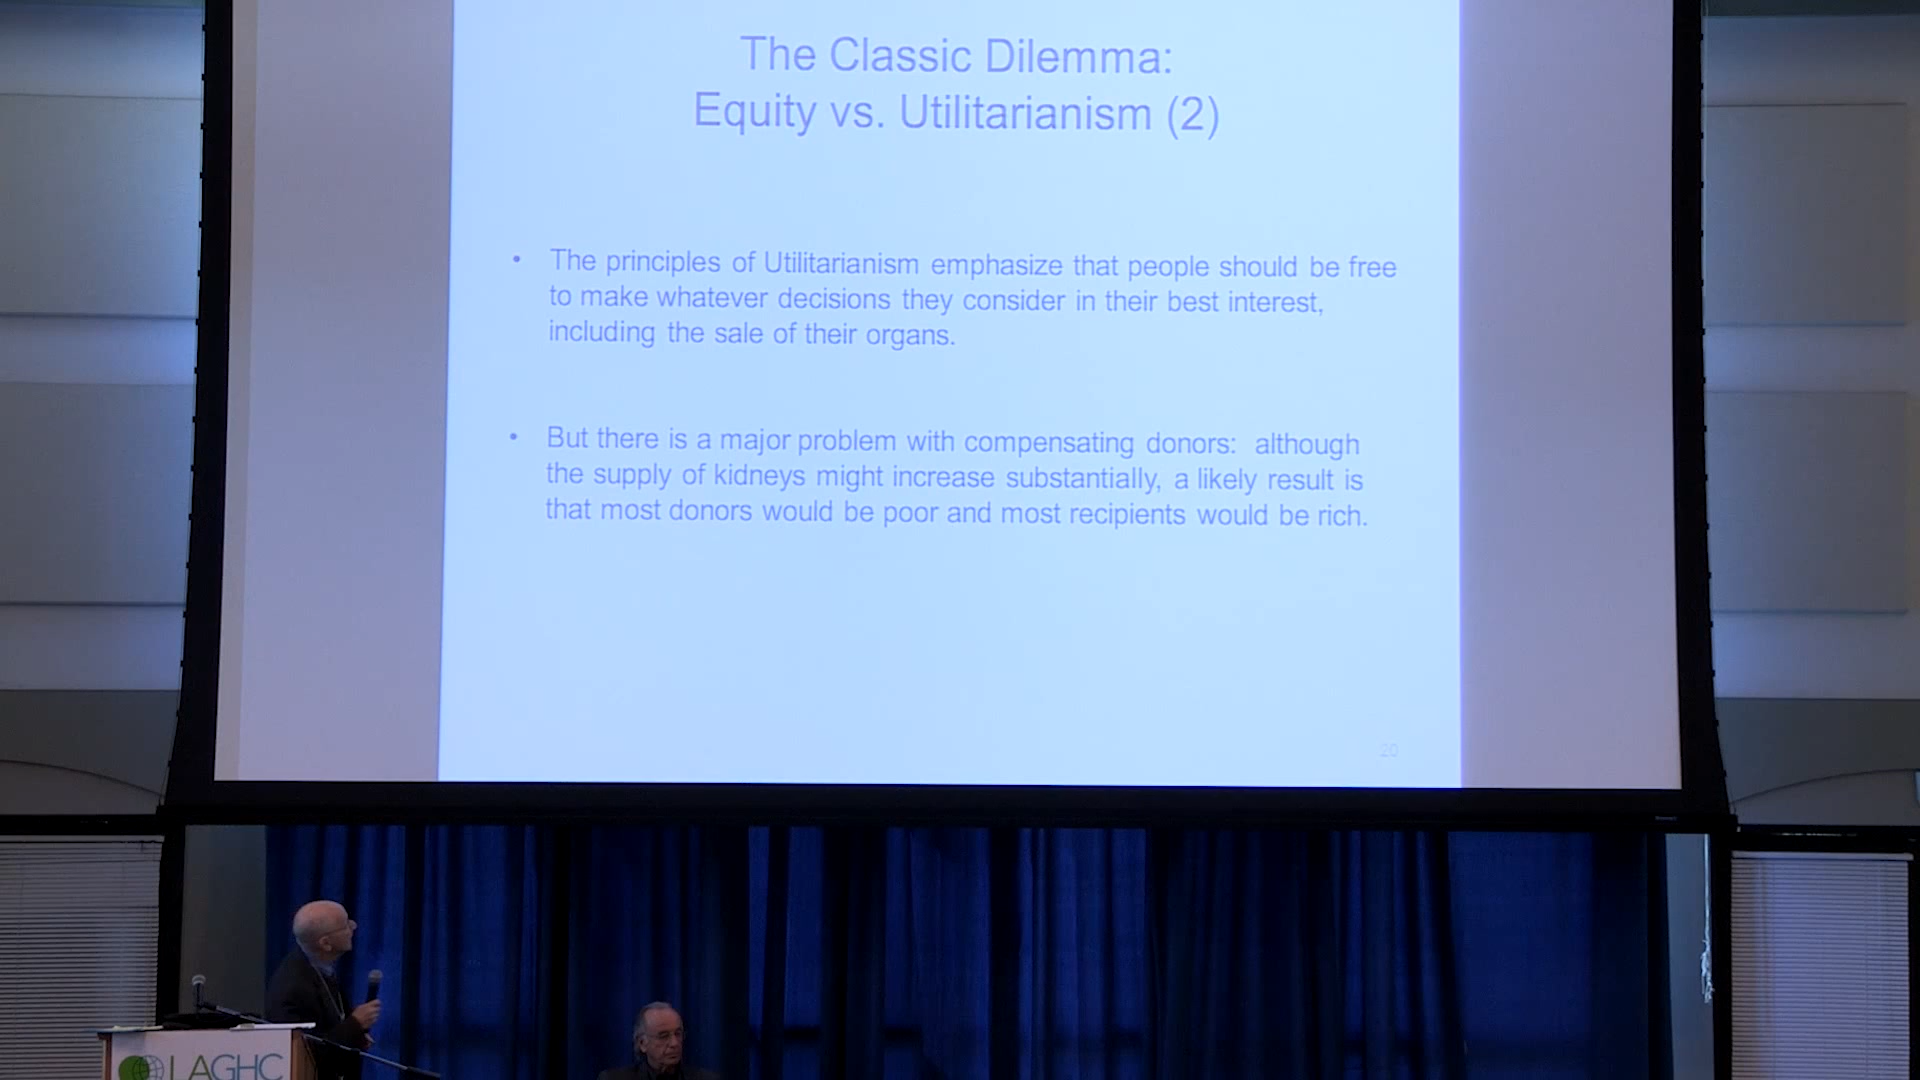 The Classic Dilemma:
Equity vs. Utilitarianism (2)
• The principles of Utilitarianism emphasize that people should be free
to make whatever decisions they consider in their best interest,
including the sale of their organs.
• But there is a major problem with compensating donors: although
the supply of kidneys might increase substantially, a likely result is
that most donors would be poor and most recipients would be rich.
20
LAGHC